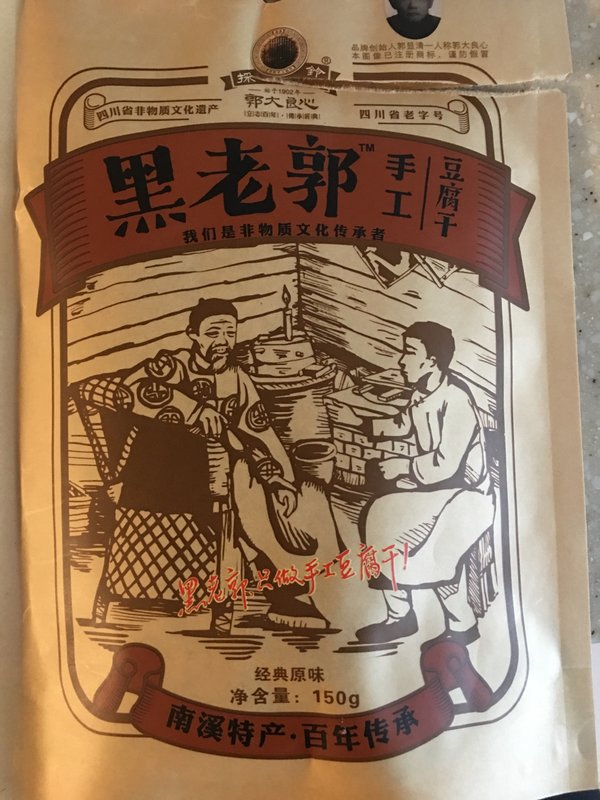 品牌创始人郭显清一人称郭大良心
本图像已注册商标，谨防假冒
探 铃 ®
始于1902年
郭大良心
四川省非物质文化遗产
四川省老字号
黑老郭™ 手工 豆腐干
我们是非物质文化传承者
黑老郭,只做手工豆腐干!
经典原味
净含量：150g
南溪特产·百年传承